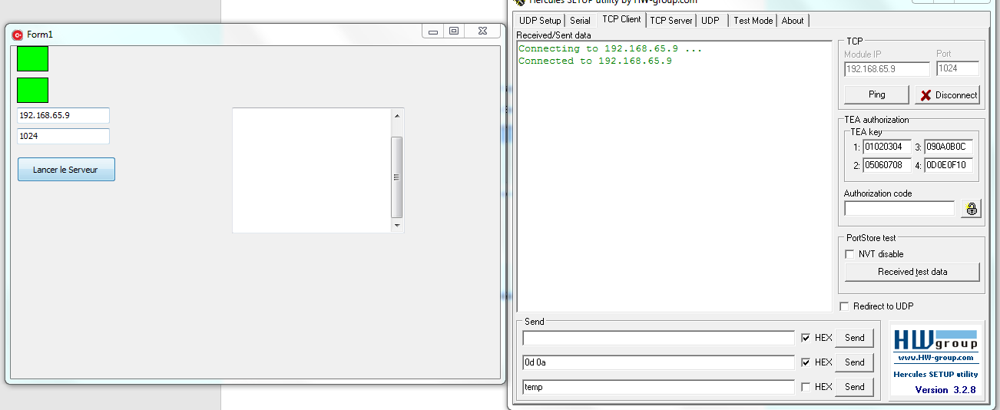 Form1
192.168.65.9
1024
Lancer le Serveur
Hercules SETUP utility by HW-group.com
UDP Setup Serial TCP Client TCP Server UDP Test Mode About
Received/Sent data
Connecting to 192.168.65.9 ...
Connected to 192.168.65.9
TCP
Module IP Port
192.168.65.9 1024
Ping Disconnect
TEA authorization
TEA key
1: 01020304 3: 090A0B0C
2: 05060708 4: 0D0E0F10
Authorization code
PortStore test
NVT disable
Received test data
Redirect to UDP
Send
HEX Send
0d 0a HEX Send
temp HEX Send
HWgroup
www.HW-group.com
Hercules SETUP utility
Version 3.2.8